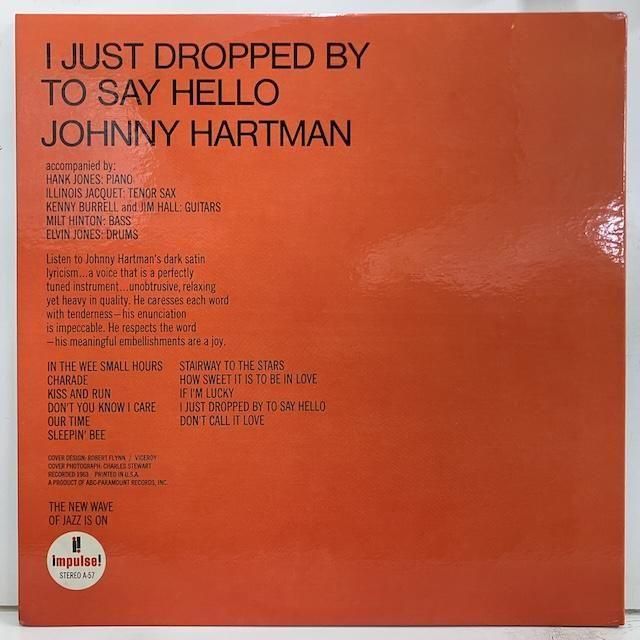 I JUST DROPPED BY
TO SAY HELLO
JOHNNY HARTMAN
accompanied by:
HANK JONES: PIANO
ILLINOIS JACQUET: TENOR SAX
KENNY BURRELL and JIM HALL: GUITARS
MILT HINTON: BASS
ELVIN JONES: DRUMS
Listen to Johnny Hartman's dark satin
lyricism...a voice that is a perfectly
tuned instrument...unobtrusive, relaxing
yet heavy in quality. He caresses each word
with tenderness—his enunciation
is impeccable. He respects the word
—his meaningful embellishments are a joy.
IN THE WEE SMALL HOURS
CHARADE
KISS AND RUN
DON'T YOU KNOW I CARE
OUR TIME
SLEEPIN' BEE
STAIRWAY TO THE STARS
HOW SWEET IT IS TO BE IN LOVE
IF I'M LUCKY
I JUST DROPPED BY TO SAY HELLO
DON'T CALL IT LOVE
COVER DESIGN: ROBERT FLYNN / VICEROY
COVER PHOTOGRAPH: CHARLES STEWART
RECORDED 1963 PRINTED IN U.S.A.
A PRODUCT OF ABC-PARAMOUNT RECORDS, INC.
THE NEW WAVE
OF JAZZ IS ON
i!
impulse!
STEREO A-57